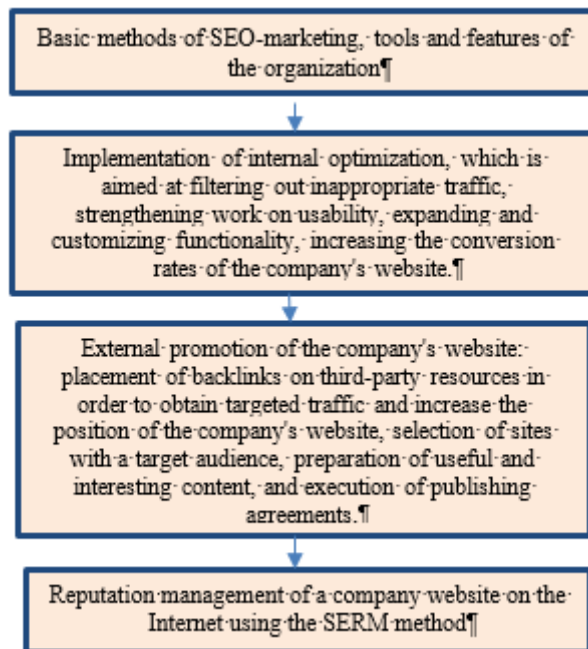 Basic methods of SEO-marketing, tools and features of
the organization¶
Implementation of internal optimization, which is
aimed at filtering out inappropriate traffic,
strengthening work on usability, expanding and
customizing functionality, increasing the conversion
rates of the company's website.¶
External promotion of the company's website:
placement of backlinks on third-party resources in
order to obtain targeted traffic and increase the
position of the company's website, selection of sites
with a target audience, preparation of useful and
interesting content, and execution of publishing
agreements.¶
Reputation management of a company website on the
Internet using the SERM method¶